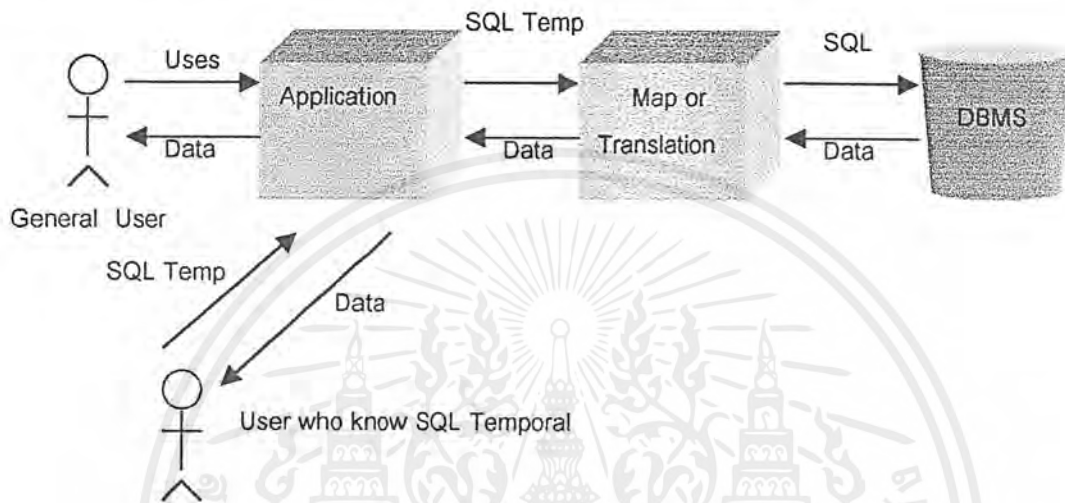 SQL Temp
SQL
Uses
Application
Map or
Translation
DBMS
Data
Data
Data
General User
SQL Temp
Data
User who know SQL Temporal